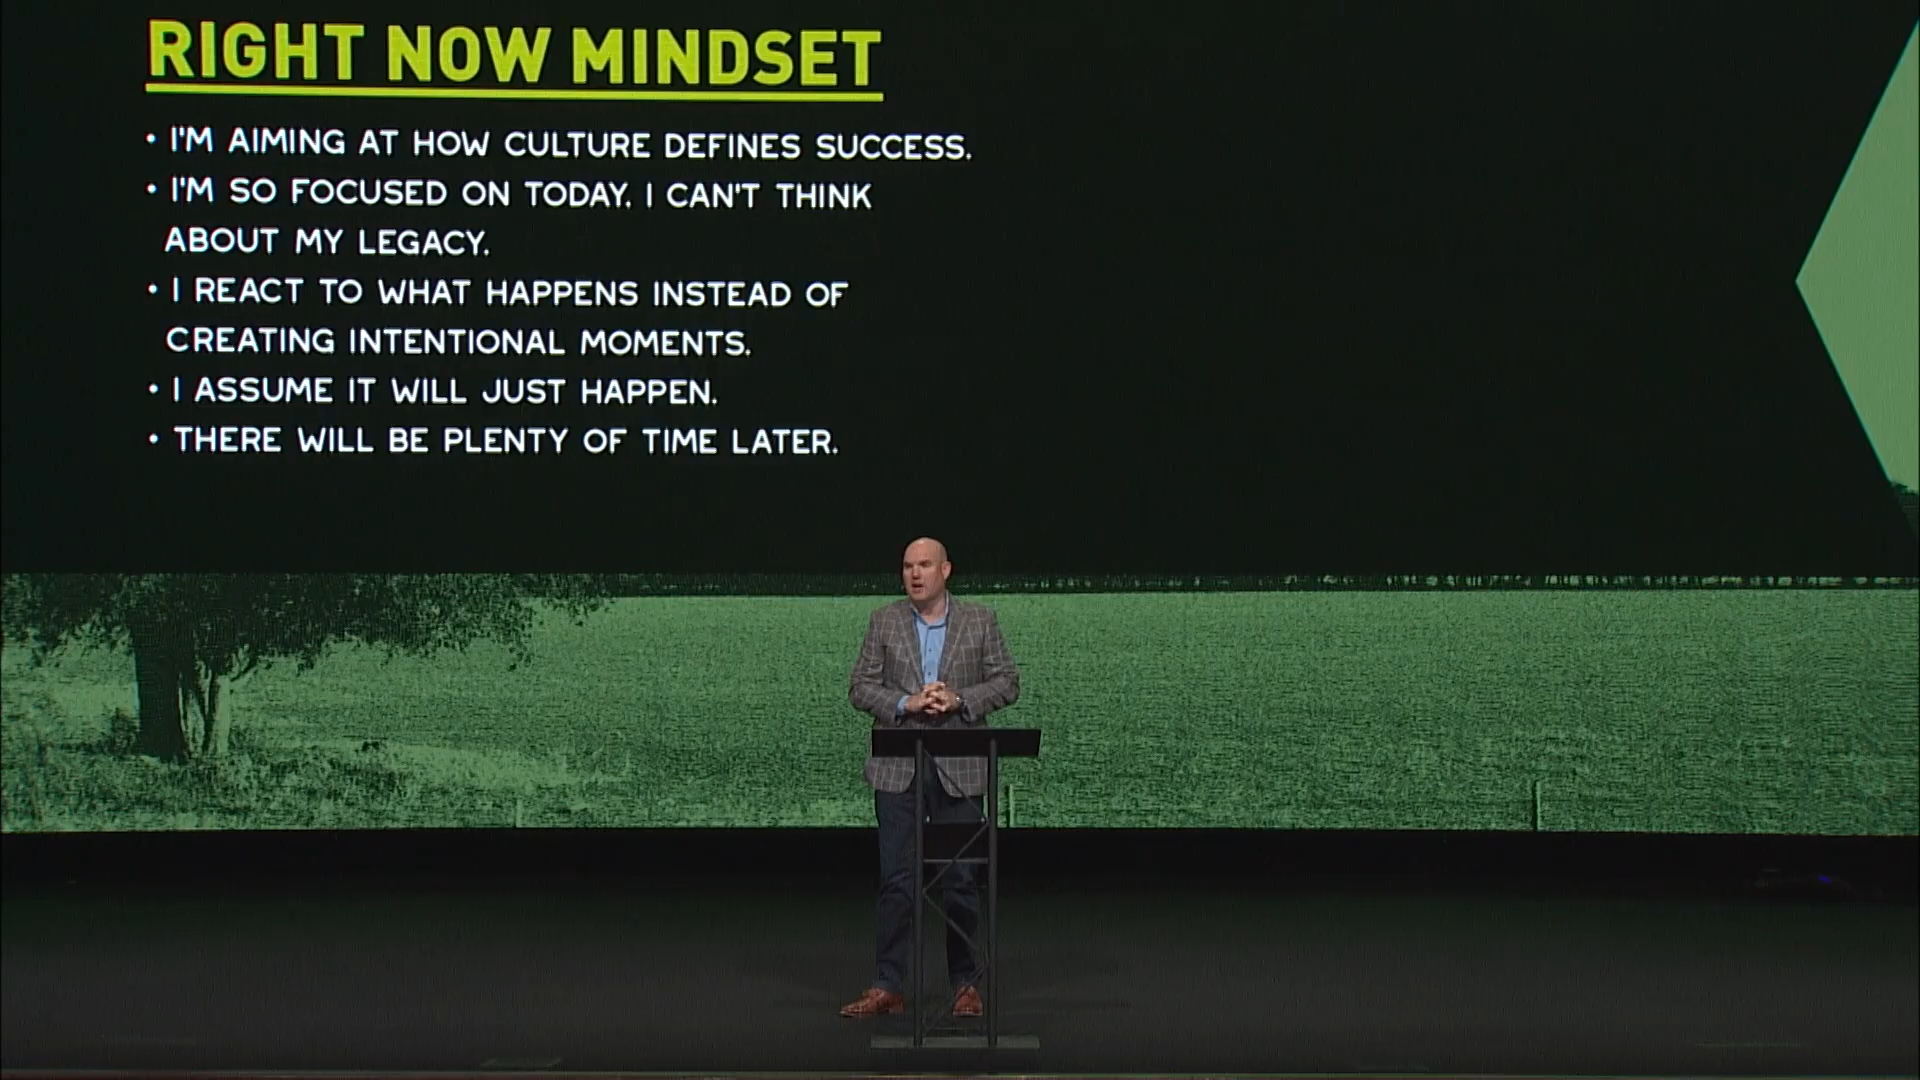 RIGHT NOW MINDSET
• I'M AIMING AT HOW CULTURE DEFINES SUCCESS.
• I'M SO FOCUSED ON TODAY, I CAN'T THINK
ABOUT MY LEGACY.
• I REACT TO WHAT HAPPENS INSTEAD OF
CREATING INTENTIONAL MOMENTS.
• I ASSUME IT WILL JUST HAPPEN.
• THERE WILL BE PLENTY OF TIME LATER.